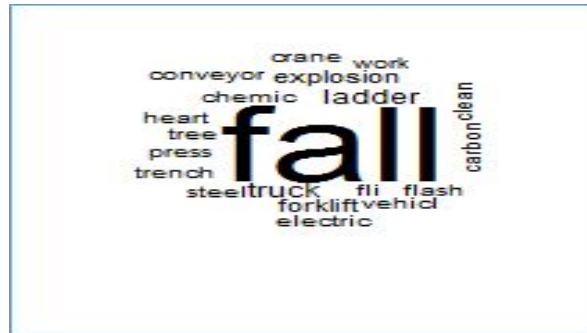 crane work
conveyor explosion
chemic ladder
clean
heart
tree
fall
press
carbon
trench
steel truck fli flash
forklift vehicl
electric